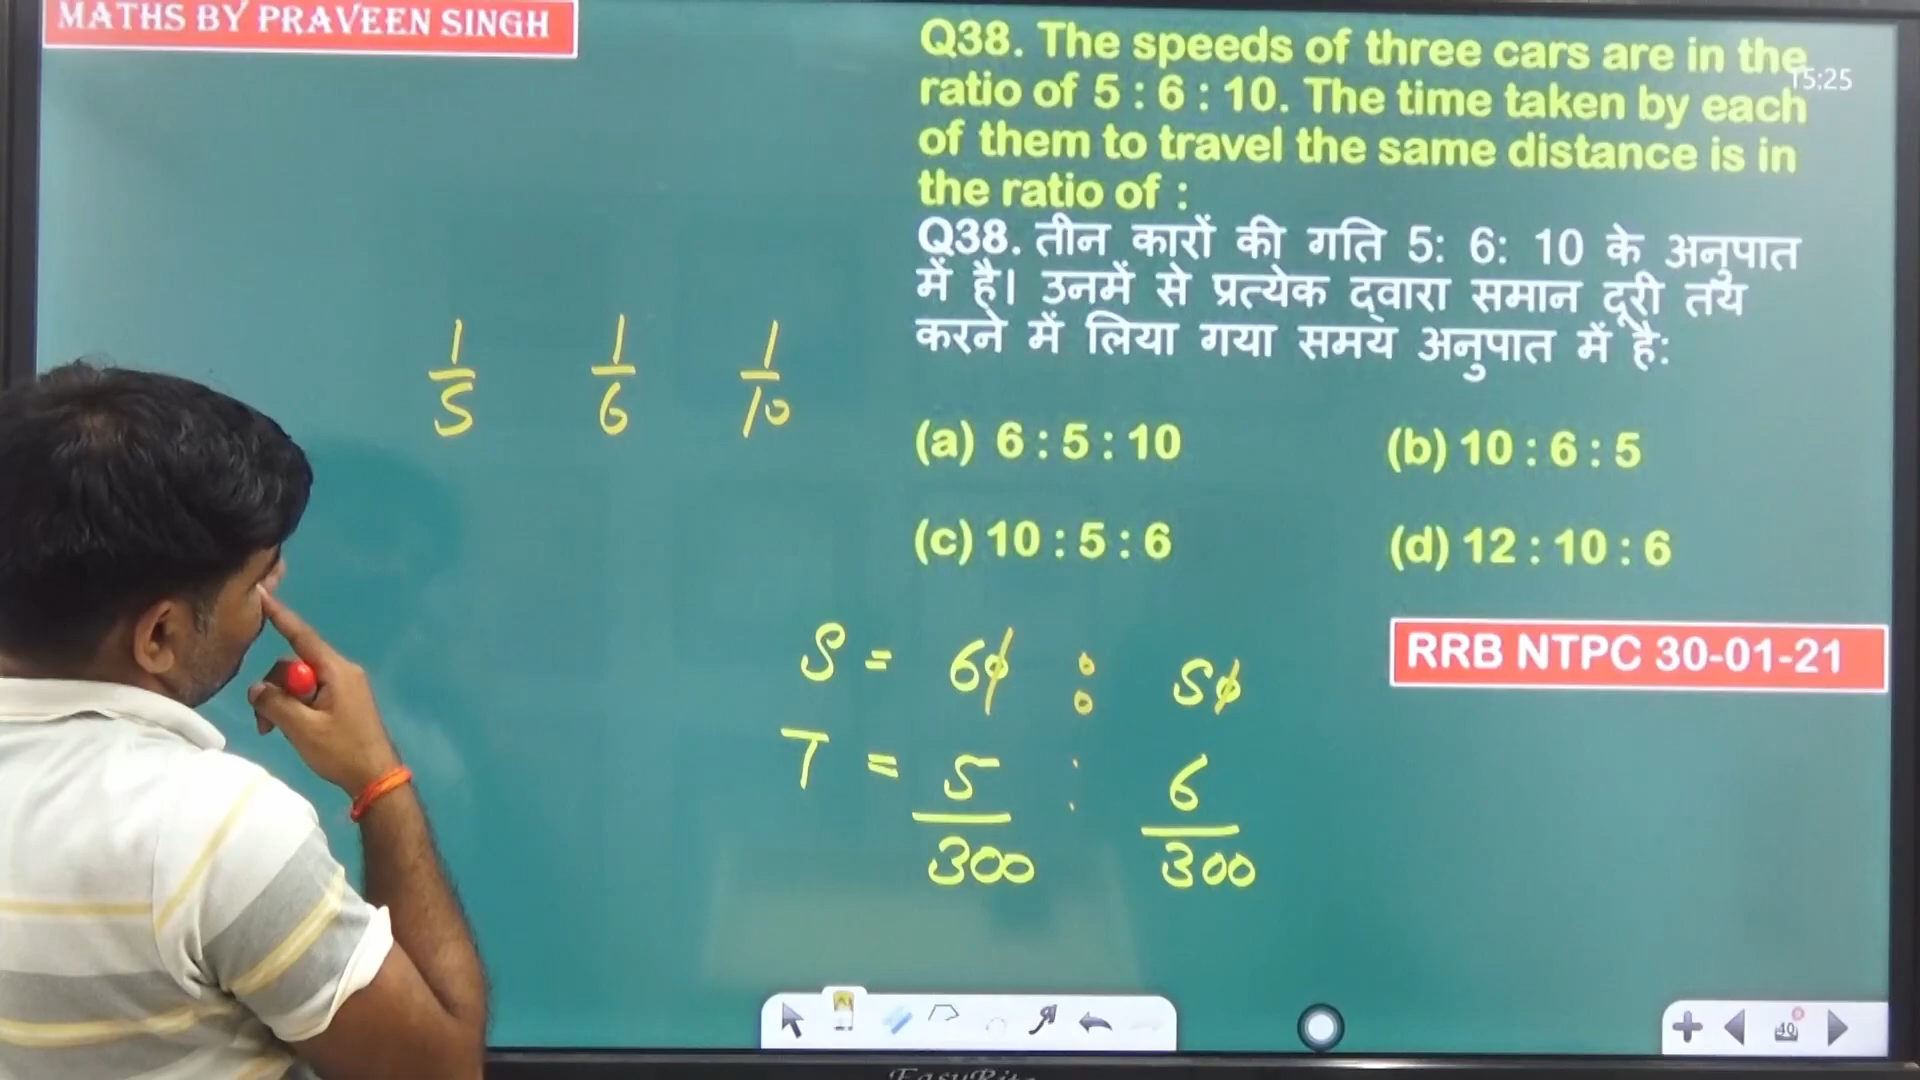 MATHS BY PRAVEEN SINGH
15:25
Q38. The speeds of three cars are in the
ratio of 5 : 6 : 10. The time taken by each
of them to travel the same distance is in
the ratio of :
Q38. तीन कारों की गति 5: 6: 10 के अनुपात
में है। उनमें से प्रत्येक द्वारा समान दूरी तय
करने में लिया गया समय अनुपात में है:
1/5 1/6 1/10
(a) 6 : 5 : 10 (b) 10 : 6 : 5
(c) 10 : 5 : 6 (d) 12 : 10 : 6
RRB NTPC 30-01-21
S = 60 : 50
T = 5/300 : 6/300
40